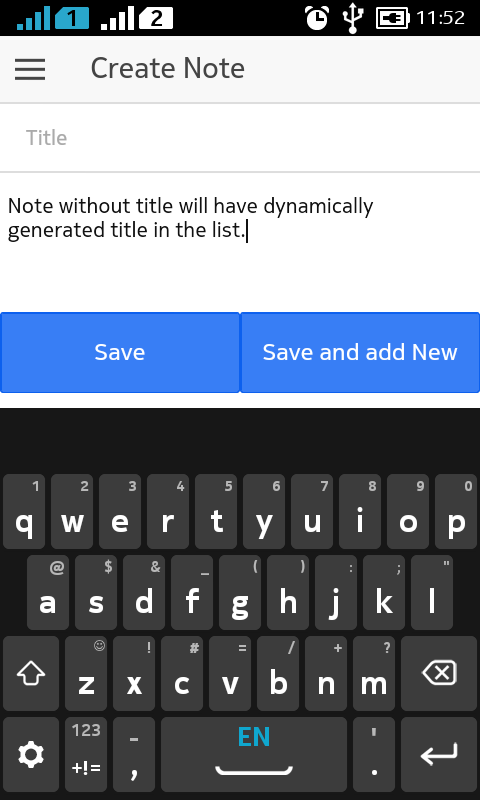 1 2 11:52
Create Note
Title
Note without title will have dynamically
generated title in the list.
Save Save and add New
1 2 3 4 5 6 7 8 9 0
q w e r t y u i o p
@ $ & _ ( ) : ; "
a s d f g h j k l
! # = / + ?
z x c v b n m
123 - EN '
+!= , .